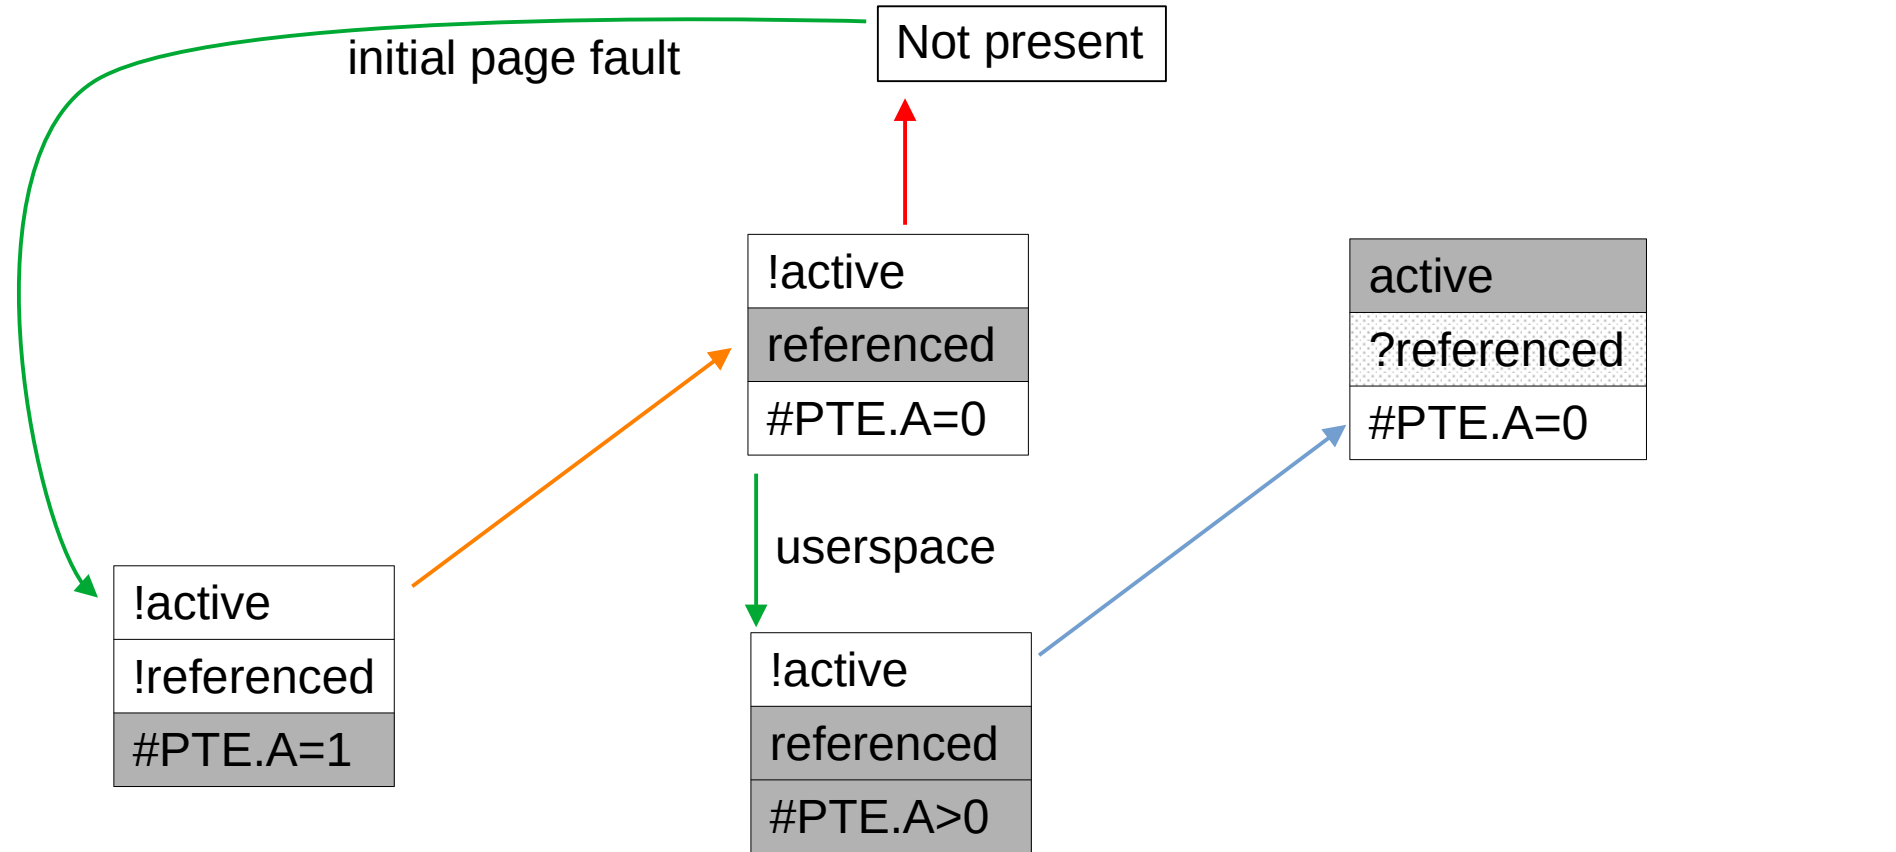 Not present
initial page fault
!active
referenced
#PTE.A=0
active
?referenced
#PTE.A=0
userspace
!active
!referenced
#PTE.A=1
!active
referenced
#PTE.A>0